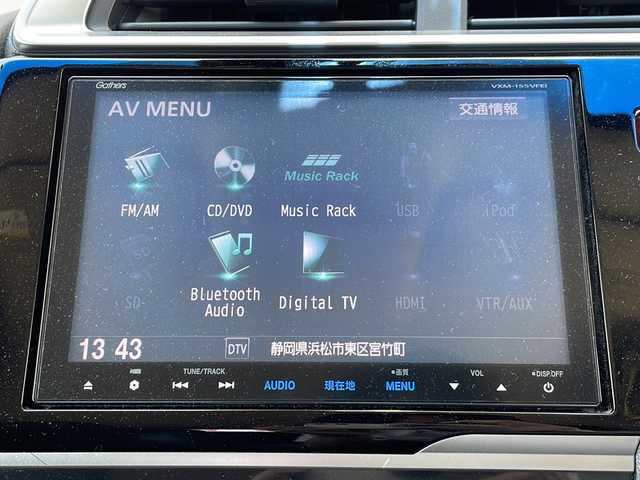 Gathers
VXM-155VFEi
AV MENU
交通情報
Music Rack
FM/AM
CD/DVD
Music Rack
USB
iPod
SD
Bluetooth Audio
Digital TV
HDMI
VTR/AUX
13 43
DTV
静岡県浜松市東区宮竹町
TUNE/TRACK
画質
VOL
DISP.OFF
AUDIO
現在地
MENU